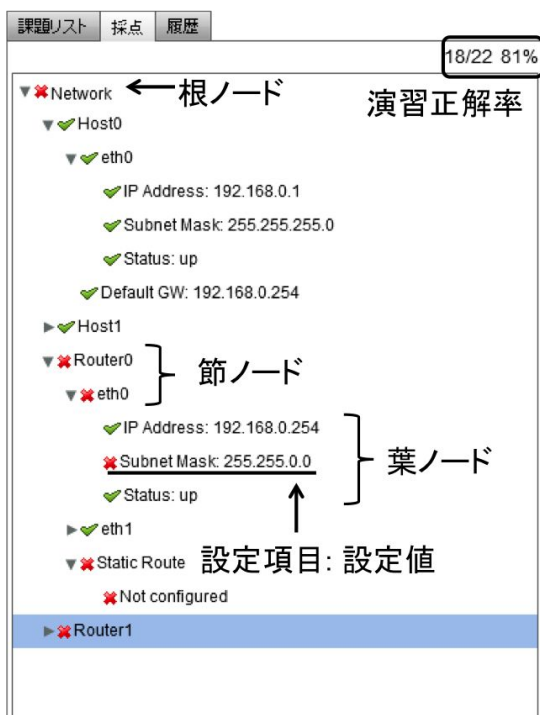 課題リスト 採点 履歴
18/22 81%
Network 根ノード 演習正解率
Host0
eth0
IP Address: 192.168.0.1
Subnet Mask: 255.255.255.0
Status: up
Default GW: 192.168.0.254
Host1
Router0
節ノード
eth0
IP Address: 192.168.0.254
Subnet Mask: 255.255.0.0 葉ノード
Status: up
eth1
Static Route 設定項目: 設定値
Not configured
Router1